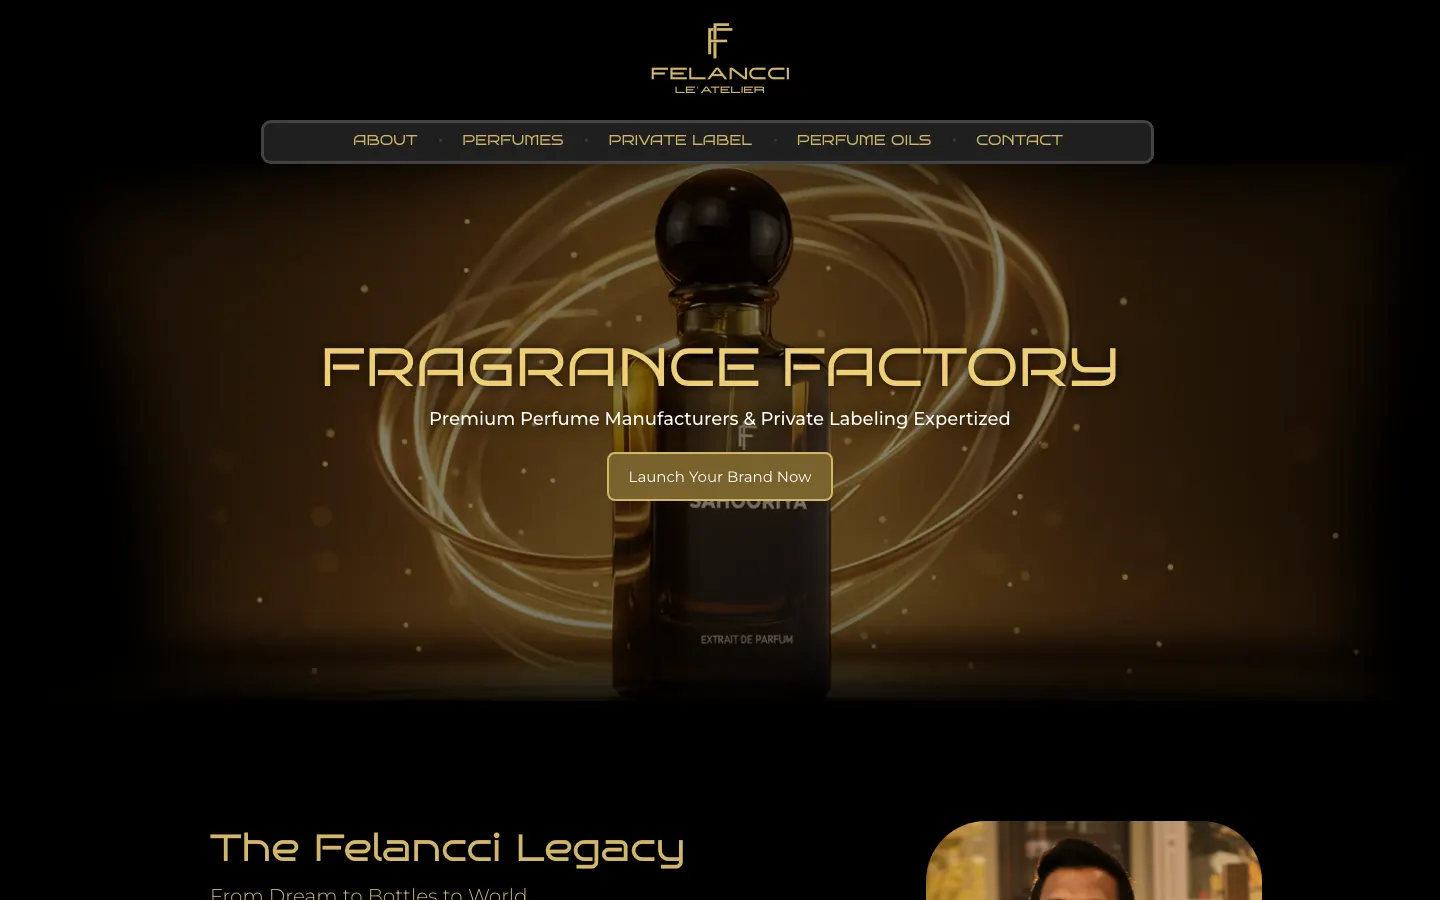 FELANCCI
LE' ATELIER
ABOUT · PERFUMES · PRIVATE LABEL · PERFUME OILS · CONTACT
FRAGRANCE FACTORY
Premium Perfume Manufacturers & Private Labeling Expertized
Launch Your Brand Now
SAHOORIYA
EXTRAIT DE PARFUM
The Felancci Legacy
From Dream to Bottles to World